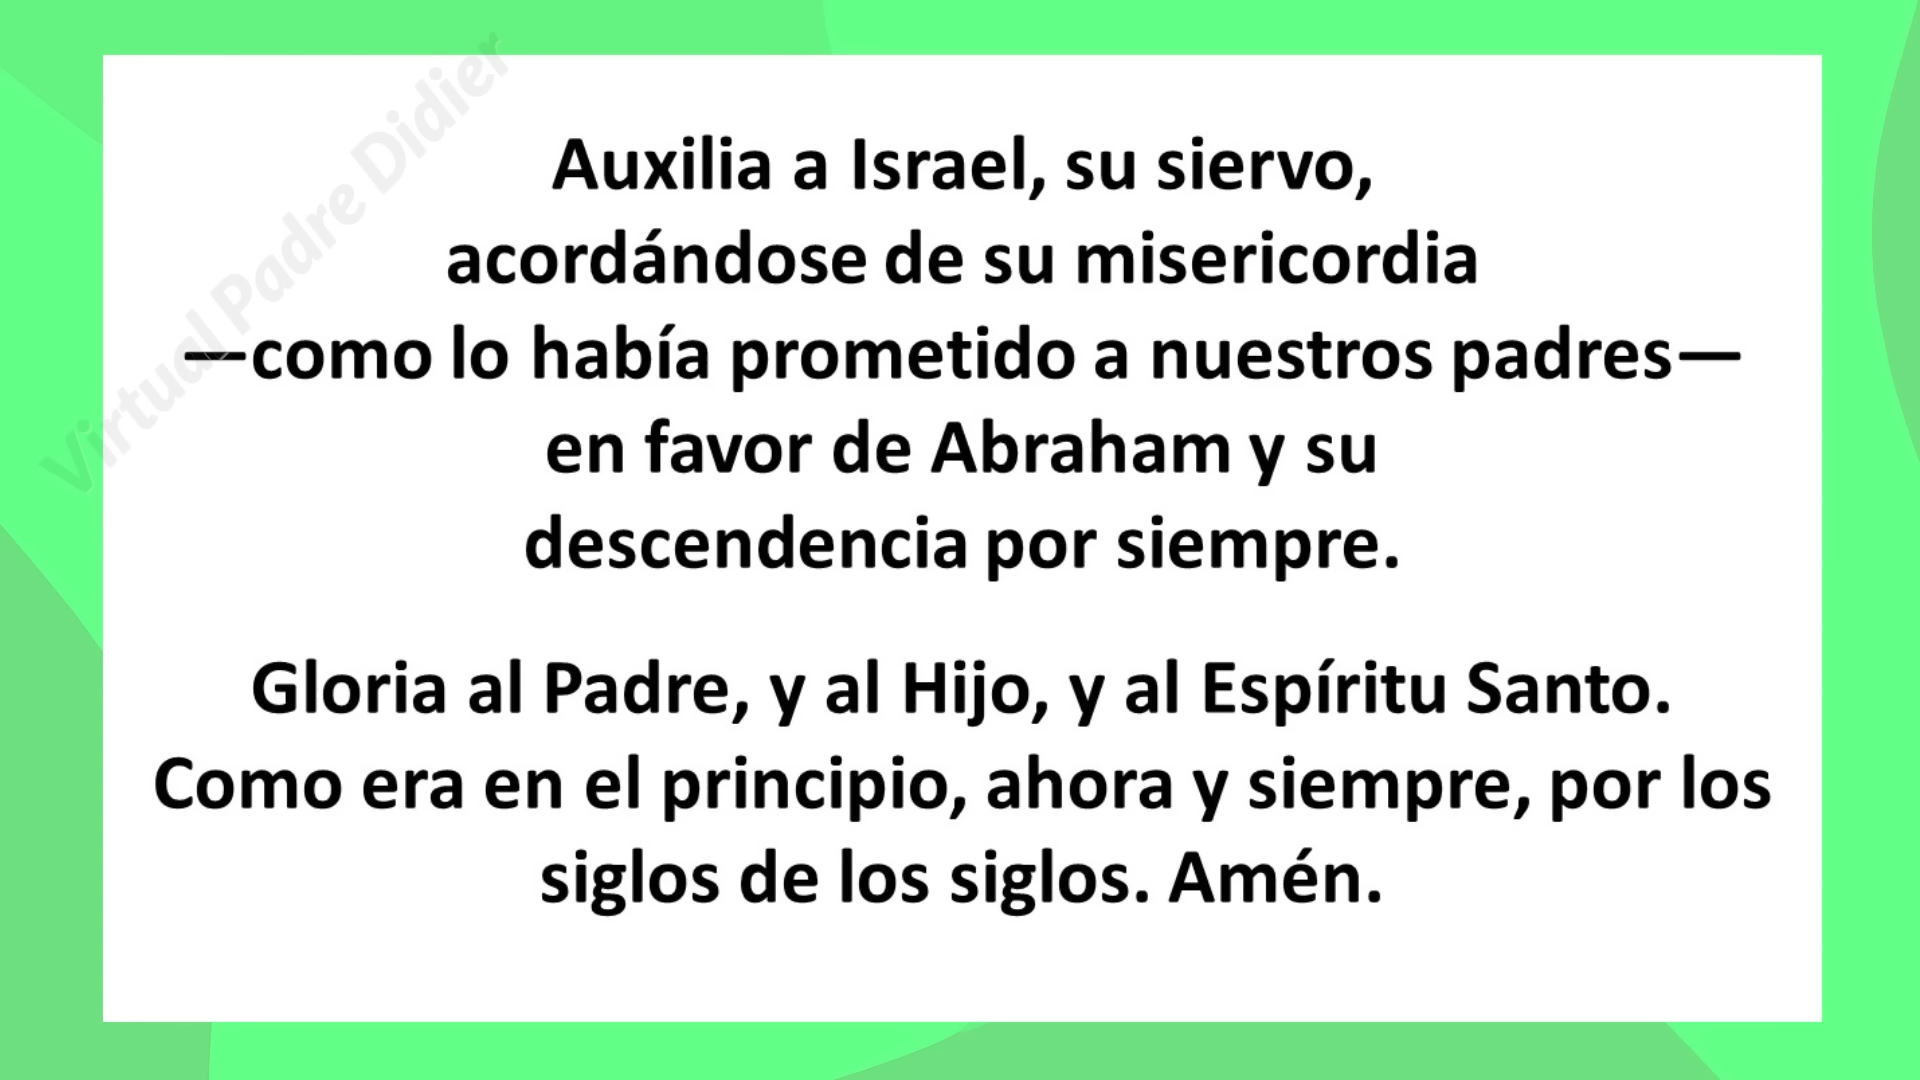 Virtual Padre Didier
Auxilia a Israel, su siervo,
acordándose de su misericordia
—como lo había prometido a nuestros padres—
en favor de Abraham y su
descendencia por siempre.
Gloria al Padre, y al Hijo, y al Espíritu Santo.
Como era en el principio, ahora y siempre, por los
siglos de los siglos. Amén.